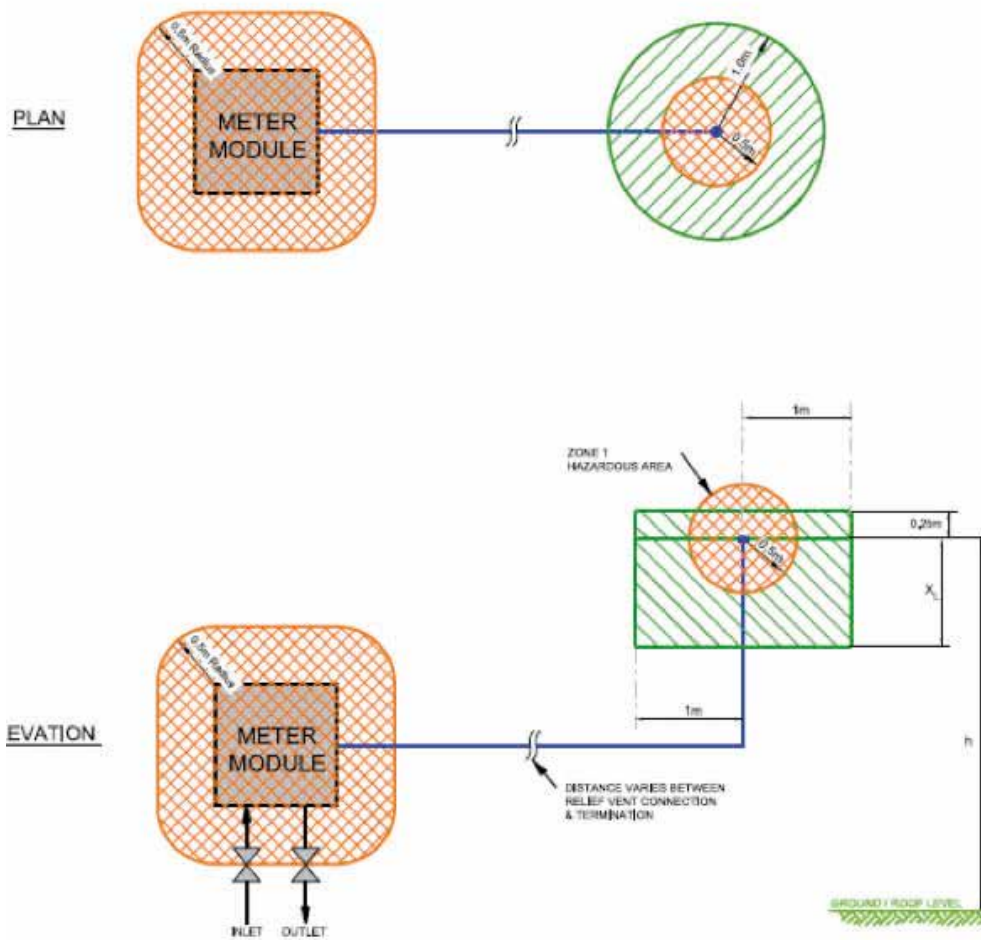 PLAN
0.5m Radius
METER
MODULE
1.0m
0.5m
1m
ZONE 1
HAZARDOUS AREA
0.25m
0.5m
XL
0.5m Radius
EVATION
METER
MODULE
1m
h
DISTANCE VARIES BETWEEN
RELIEF VENT CONNECTION
& TERMINATION
GROUND / ROOF LEVEL
INLET
OUTLET